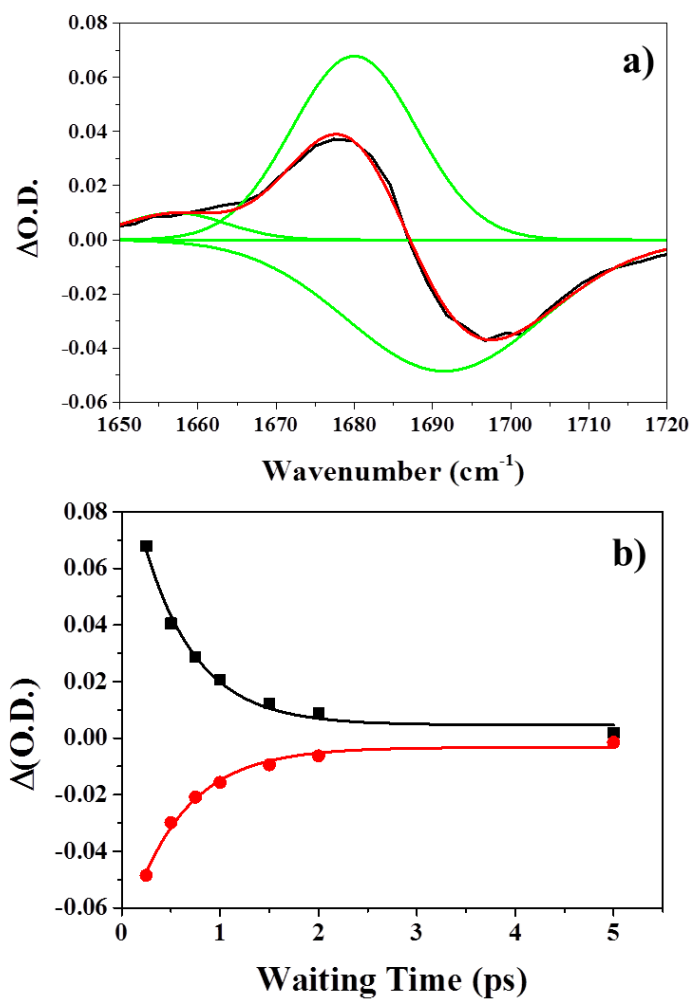 0.08
a)
0.06
0.04
0.02
0.00
-0.02
-0.04
-0.06
ΔO.D.
1650 1660 1670 1680 1690 1700 1710 1720
Wavenumber (cm⁻¹)
0.08
b)
0.06
0.04
0.02
0.00
-0.02
-0.04
-0.06
Δ(O.D.)
0 1 2 3 4 5
Waiting Time (ps)